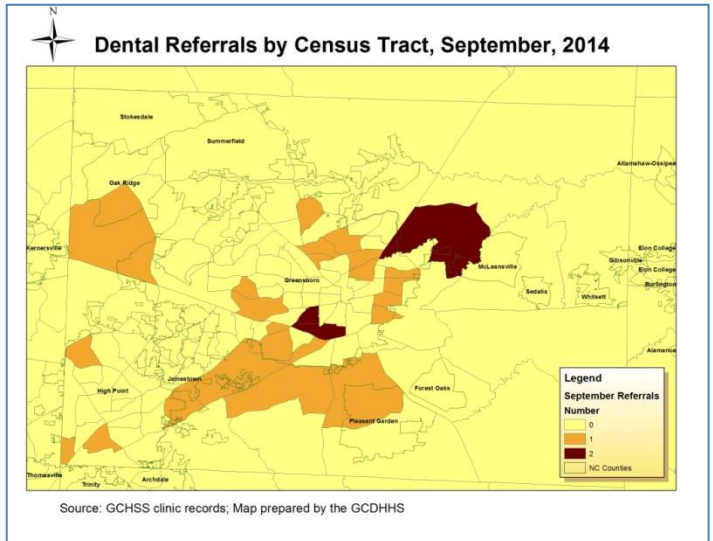 N
Dental Referrals by Census Tract, September, 2014
Stokesdale
Summerfield
Altamahaw-Ossipee
Oak Ridge
Kernersville
Elon College
McLeansville
Gibsonville
Greensboro
Elon College
Sedalia
Burlington
Whitsett
Alamance
Jamestown
High Point
Forest Oaks
Pleasant Garden
Thomasville
Archdale
Trinity
Legend
September Referrals
Number
0
1
2
NC Counties
Source: GCHSS clinic records; Map prepared by the GCDHHS